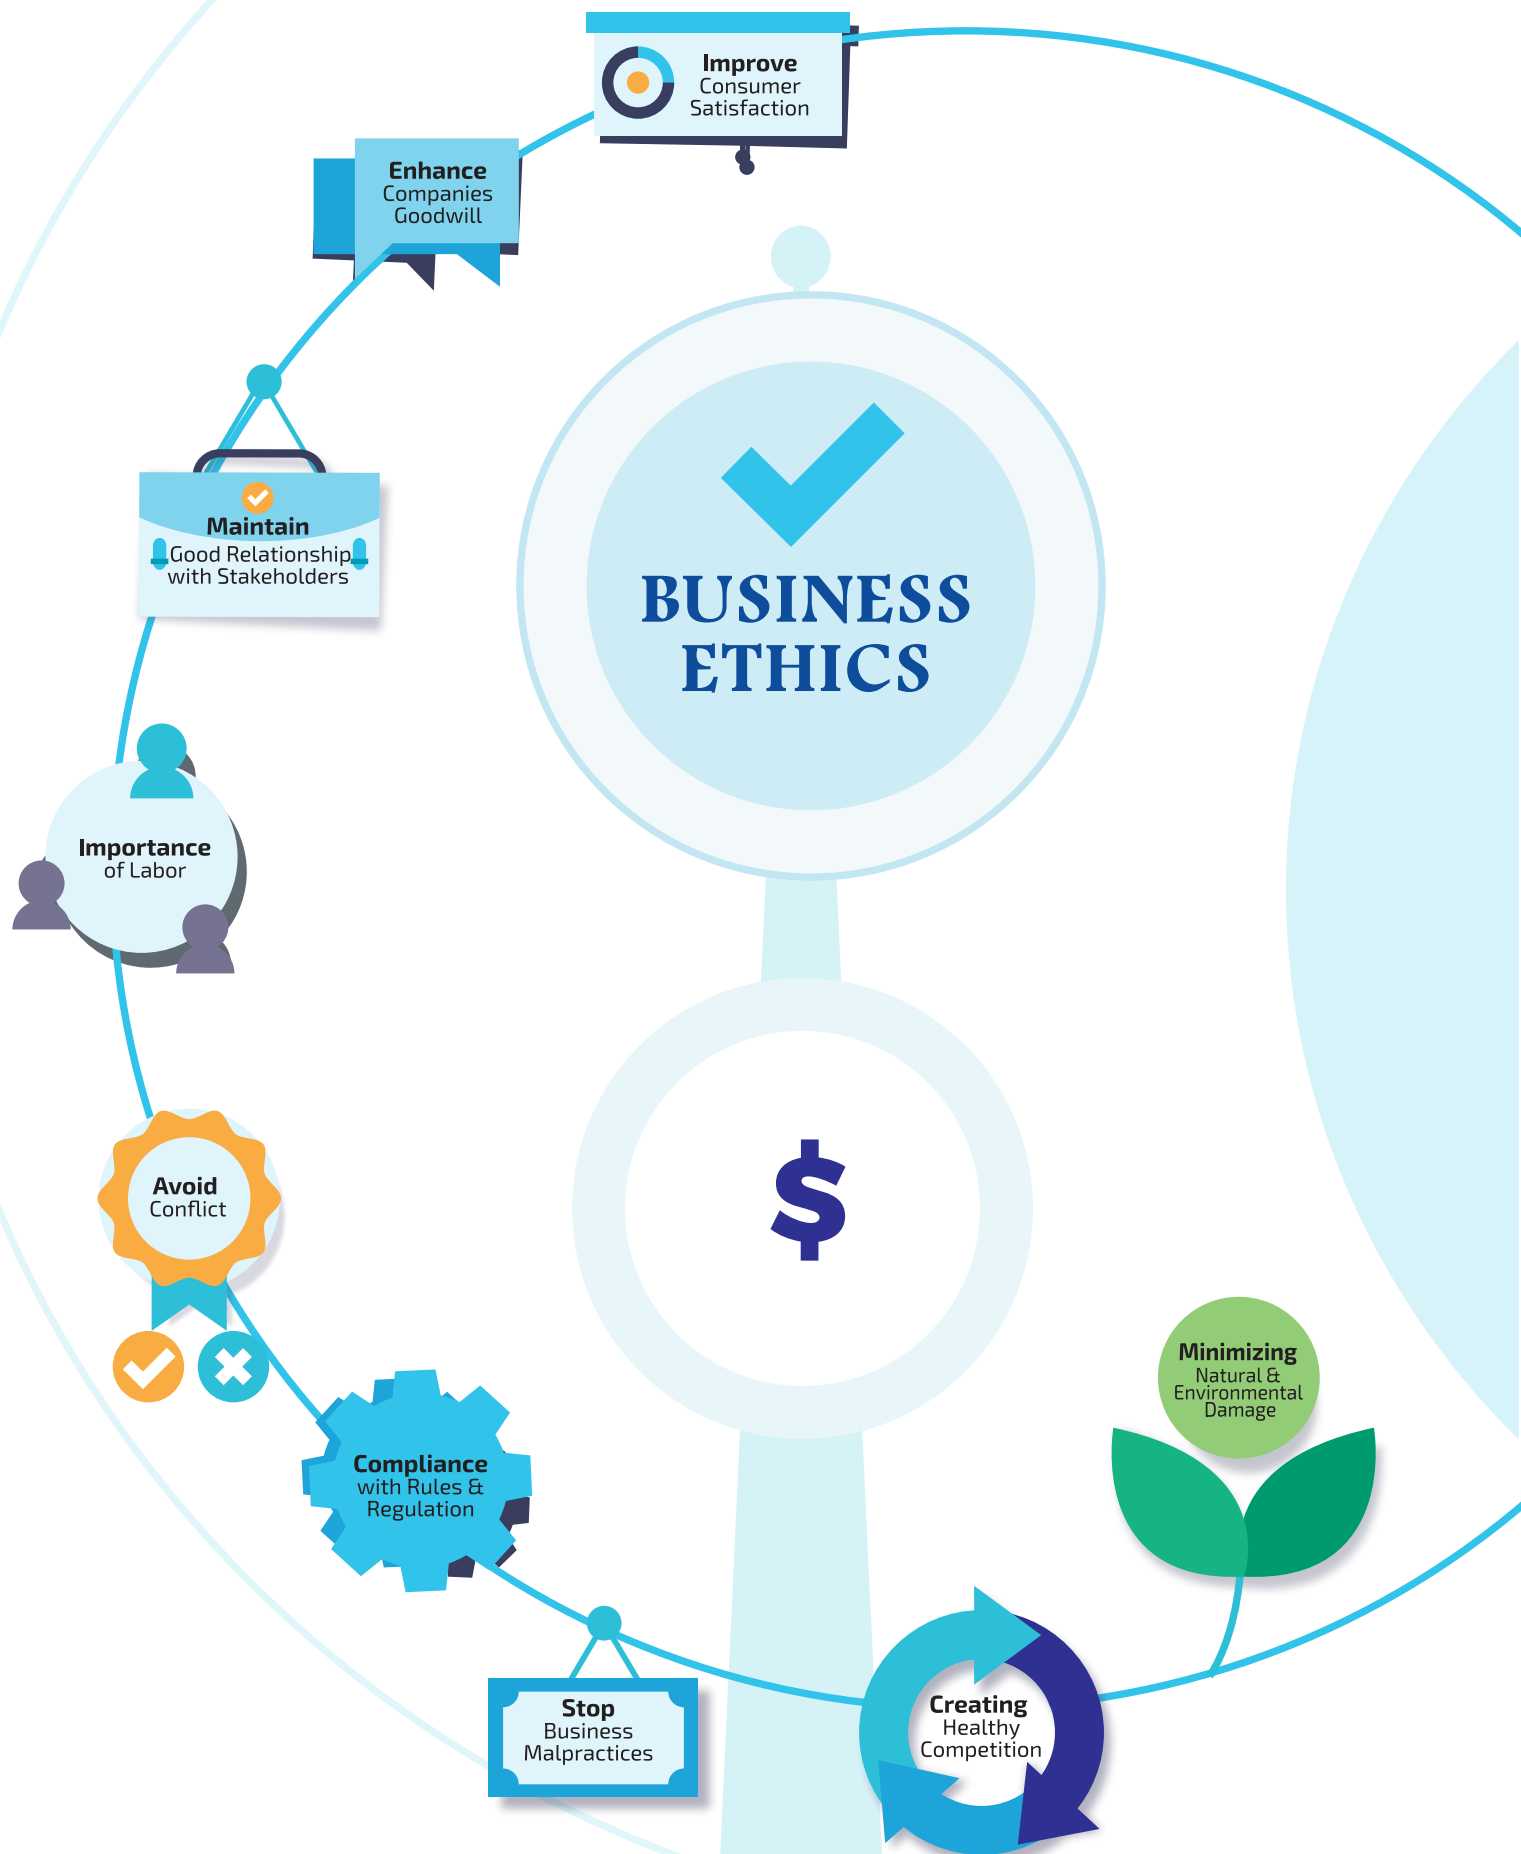 Improve
Consumer
Satisfaction
Enhance
Companies
Goodwill
Maintain
Good Relationship
with Stakeholders
BUSINESS
ETHICS
Importance
of Labor
$
Avoid
Conflict
Minimizing
Natural &
Environmental
Damage
Compliance
with Rules &
Regulation
Stop
Business
Malpractices
Creating
Healthy
Competition